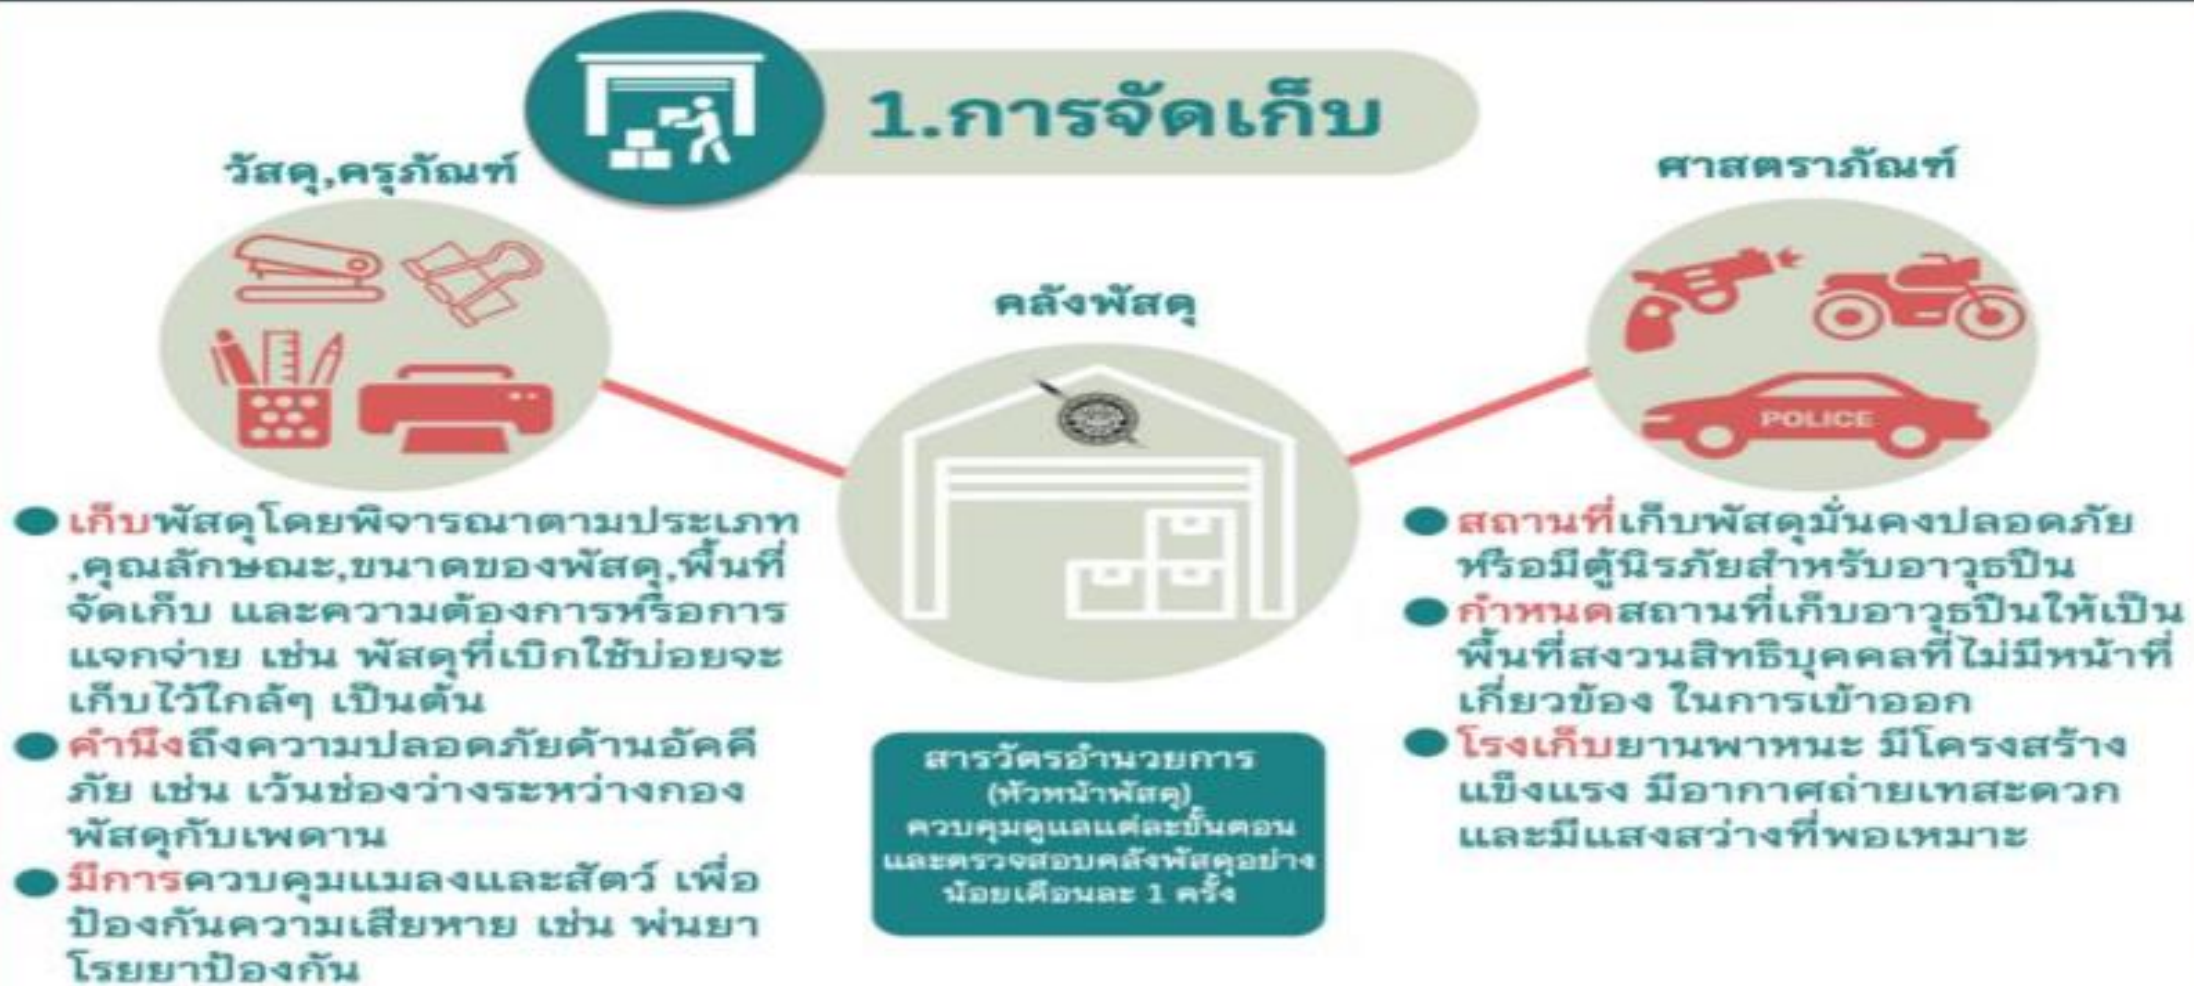 1.การจัดเก็บ
วัสดุ,ครุภัณฑ์
เก็บพัสดุโดยพิจารณาตามประเภท
,คุณลักษณะ,ขนาดของพัสดุ,พื้นที่
จัดเก็บ และความต้องการหรือการ
แจกจ่าย เช่น พัสดุที่เบิกใช้บ่อยจะ
เก็บไว้ใกล้ๆ เป็นต้น
คำนึงถึงความปลอดภัยด้านอัคคี
ภัย เช่น เว้นช่องว่างระหว่างกอง
พัสดุกับเพดาน
มีการควบคุมแมลงและสัตว์ เพื่อ
ป้องกันความเสียหาย เช่น พ่นยา
โรยยาป้องกัน
คลังพัสดุ
สารวัตรอำนวยการ
(หัวหน้าพัสดุ)
ควบคุมดูแลแต่ละขั้นตอน
และตรวจสอบคลังพัสดุอย่าง
น้อยเดือนละ 1 ครั้ง
ศาสตราภัณฑ์
POLICE
สถานที่เก็บพัสดุมั่นคงปลอดภัย
หรือมีตู้นิรภัยสำหรับอาวุธปืน
กำหนดสถานที่เก็บอาวุธปืนให้เป็น
พื้นที่สงวนสิทธิบุคคลที่ไม่มีหน้าที่
เกี่ยวข้อง ในการเข้าออก
โรงเก็บยานพาหนะ มีโครงสร้าง
แข็งแรง มีอากาศถ่ายเทสะดวก
และมีแสงสว่างที่พอเหมาะ